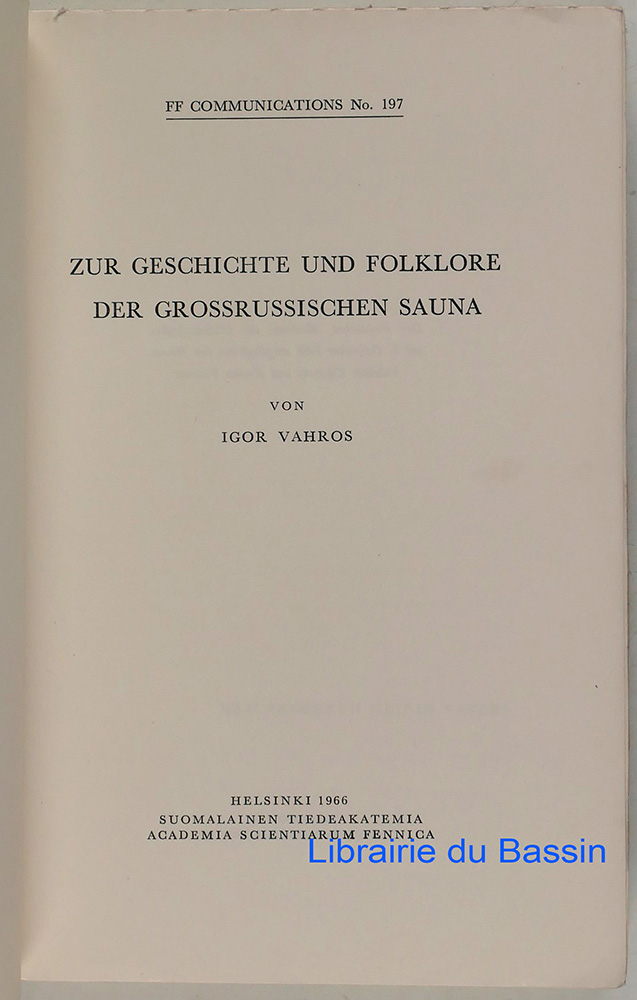 FF COMMUNICATIONS No. 197
ZUR GESCHICHTE UND FOLKLORE
DER GROSSRUSSISCHEN SAUNA
VON
IGOR VAHROS
HELSINKI 1966
SUOMALAINEN TIEDEAKATEMIA
ACADEMIA SCIENTIARUM FENNICA
Librairie du Bassin